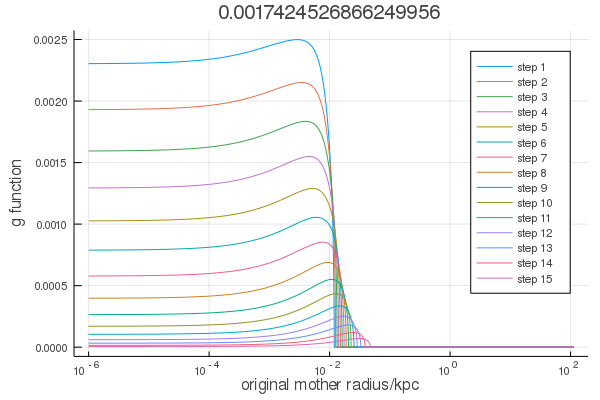 0.0017424526866249956
g function
0.0025
0.0020
0.0015
0.0010
0.0005
0.0000
step 1
step 2
step 3
step 4
step 5
step 6
step 7
step 8
step 9
step 10
step 11
step 12
step 13
step 14
step 15
10^-6 10^-4 10^-2 10^0 10^2
original mother radius/kpc